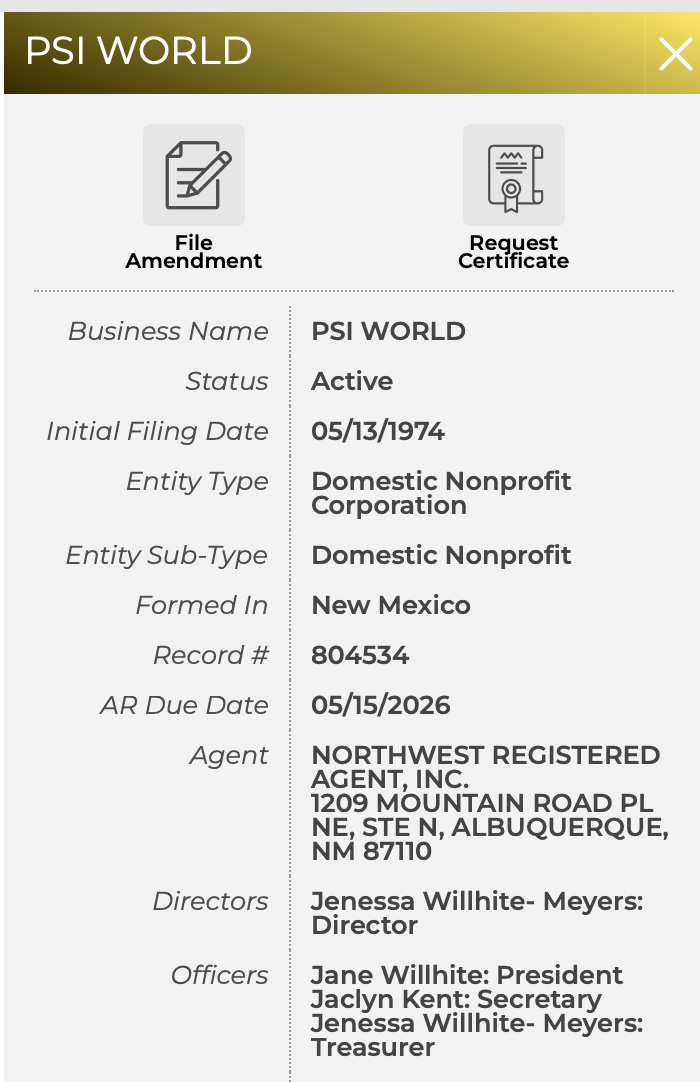 PSI WORLD
File
Amendment
Request
Certificate
Business Name
PSI WORLD
Status
Active
Initial Filing Date
05/13/1974
Entity Type
Domestic Nonprofit
Corporation
Entity Sub-Type
Domestic Nonprofit
Formed In
New Mexico
Record #
804534
AR Due Date
05/15/2026
Agent
NORTHWEST REGISTERED
AGENT, INC.
1209 MOUNTAIN ROAD PL
NE, STE N, ALBUQUERQUE,
NM 87110
Directors
Jenessa Willhite- Meyers:
Director
Officers
Jane Willhite: President
Jaclyn Kent: Secretary
Jenessa Willhite- Meyers:
Treasurer